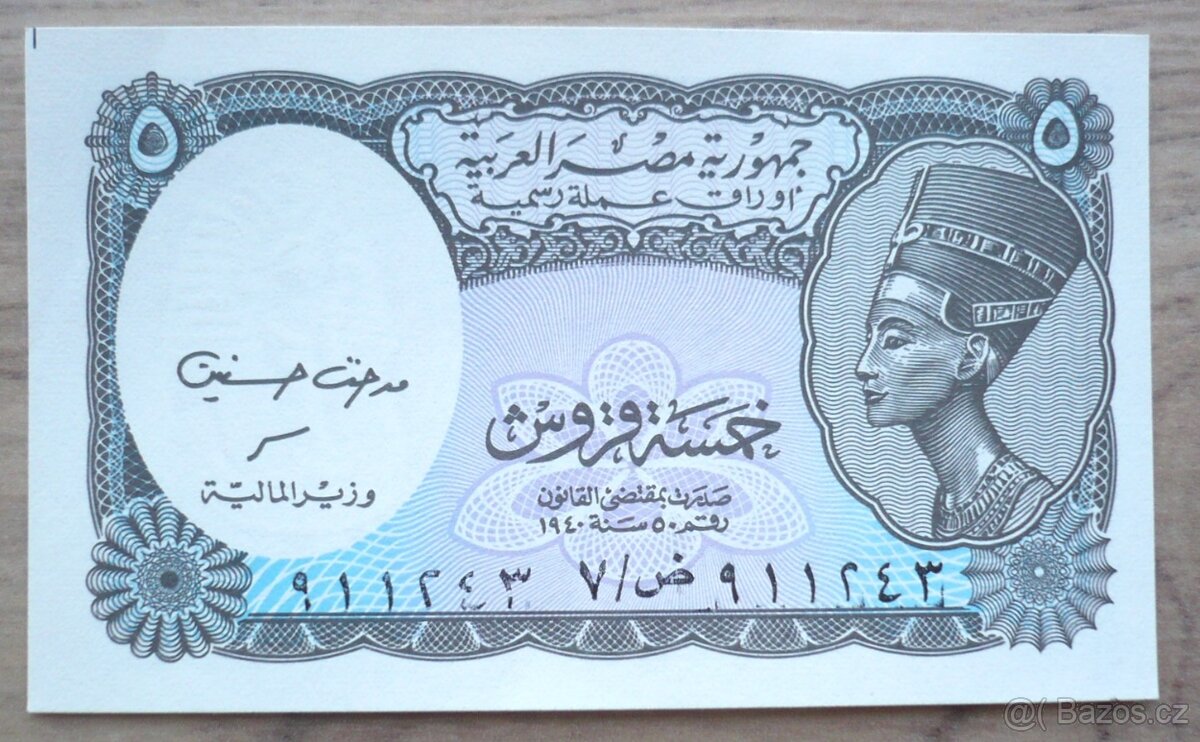 ٥ ٥
جمهورية مصر العربية
أوراق عملة رسمية
خمسة قروش
صدرت بمقتضى القانون
رقم ٥٠ سنة ١٩٤٠
مدحت حسنين
وزير المالية
٩١١٢٤٣ ض/٧ ٩١١٢٤٣
@( Bazos.cz